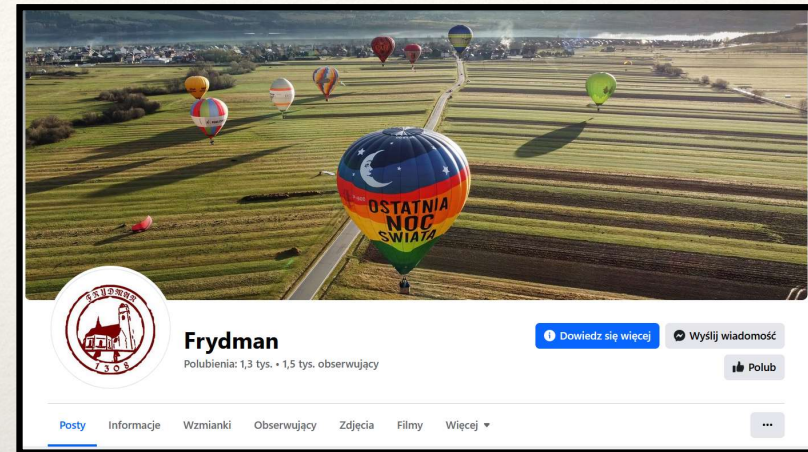 OSTATNIA
NOC
ŚWIATA
FRYDMAN
1308
Frydman
Polubienia: 1,3 tys. • 1,5 tys. obserwujący
Dowiedz się więcej
Wyślij wiadomość
Polub
Posty Informacje Wzmianki Obserwujący Zdjęcia Filmy Więcej ▼ ...